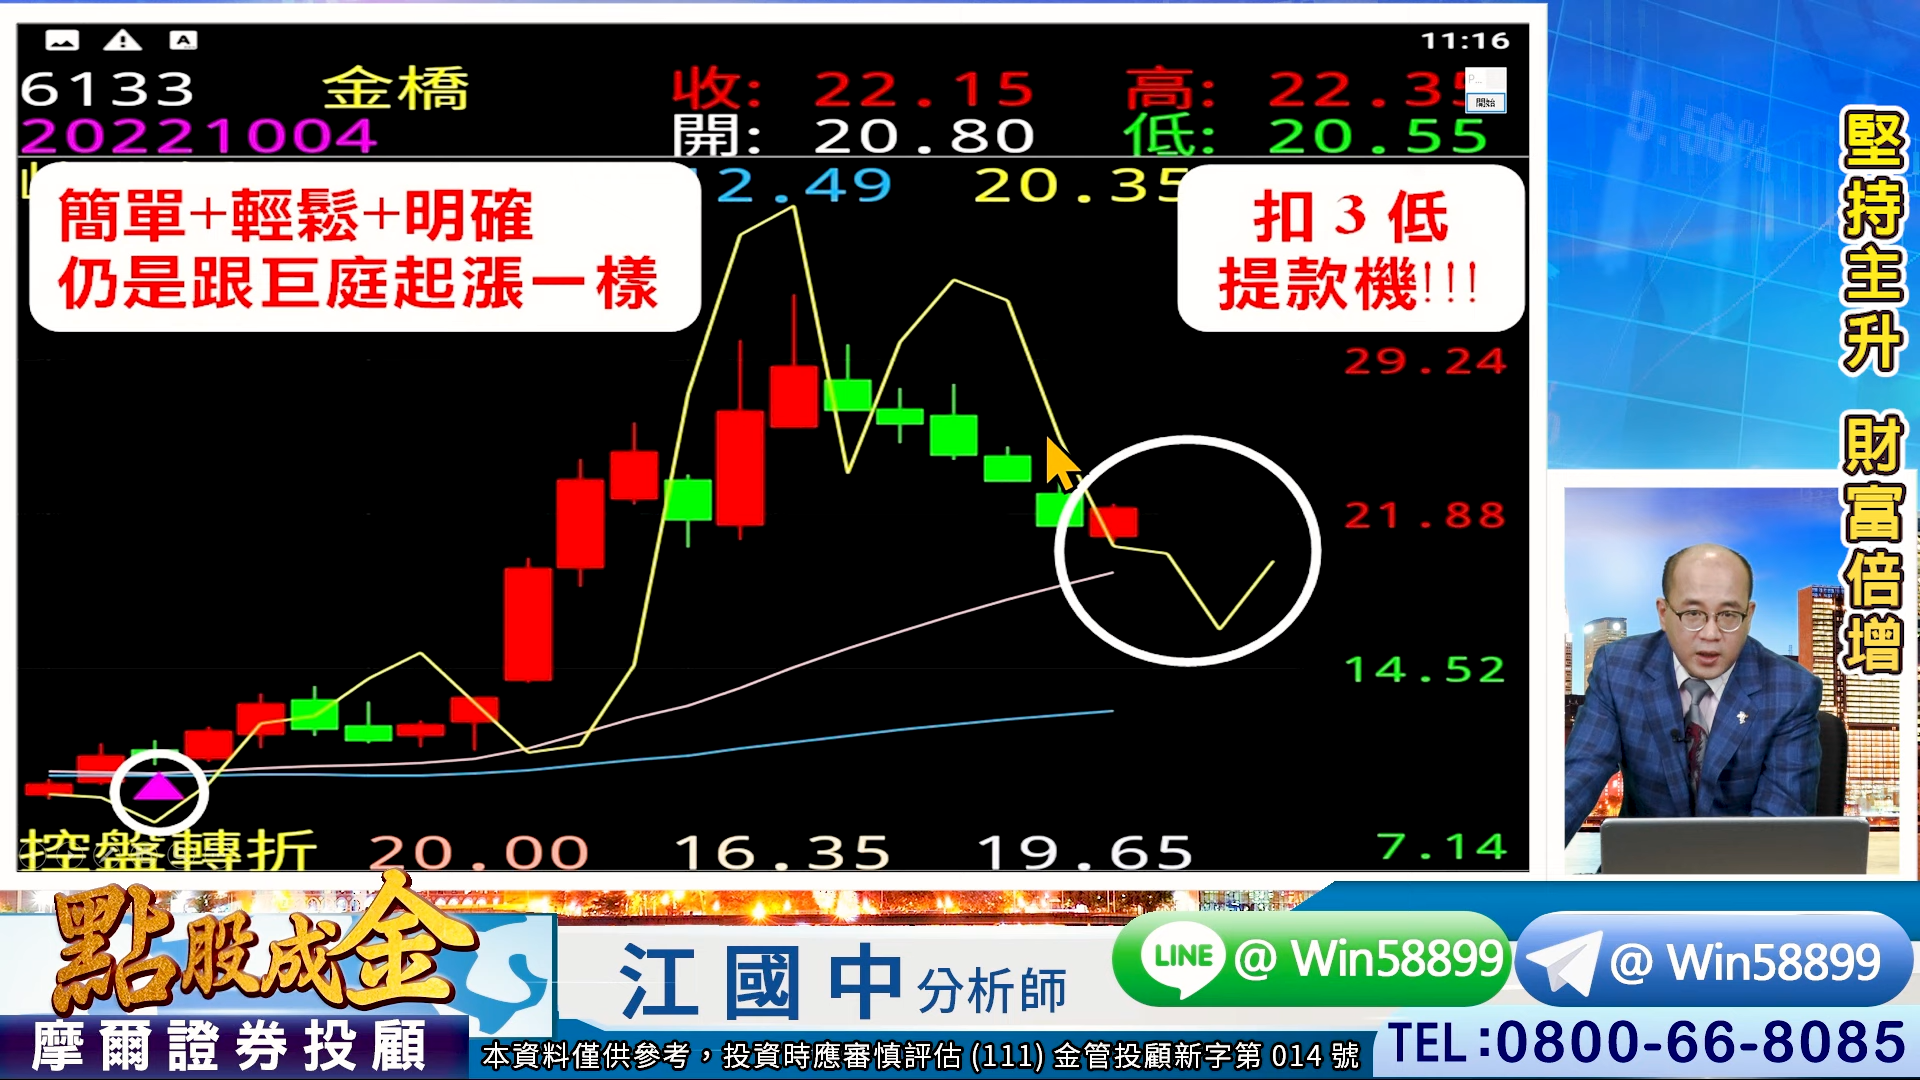 11:16
6133 金橋 收: 22.15 高: 22.35
20221004 開: 20.80 低: 20.55
開始
12.49 20.35
簡單+輕鬆+明確
仍是跟巨庭起漲一樣
扣3低
提款機!!!
29.24
21.88
14.52
7.14
控盤轉折 20.00 16.35 19.65
堅持主升 財富倍增
點股成金
摩爾證券投顧
江國中分析師
LINE @ Win58899
@ Win58899
TEL:0800-66-8085
本資料僅供參考，投資時應審慎評估 (111) 金管投顧新字第 014 號